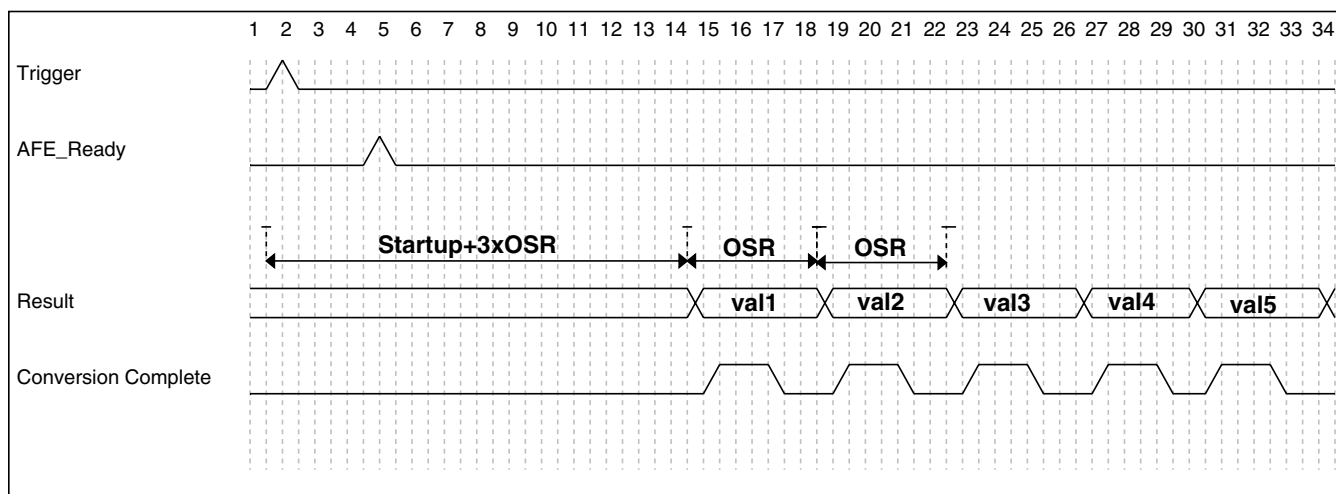 1 2 3 4 5 6 7 8 9 10 11 12 13 14 15 16 17 18 19 20 21 22 23 24 25 26 27 28 29 30 31 32 33 34
Trigger
AFE_Ready
Startup+3xOSR OSR OSR
Result val1 val2 val3 val4 val5
Conversion Complete